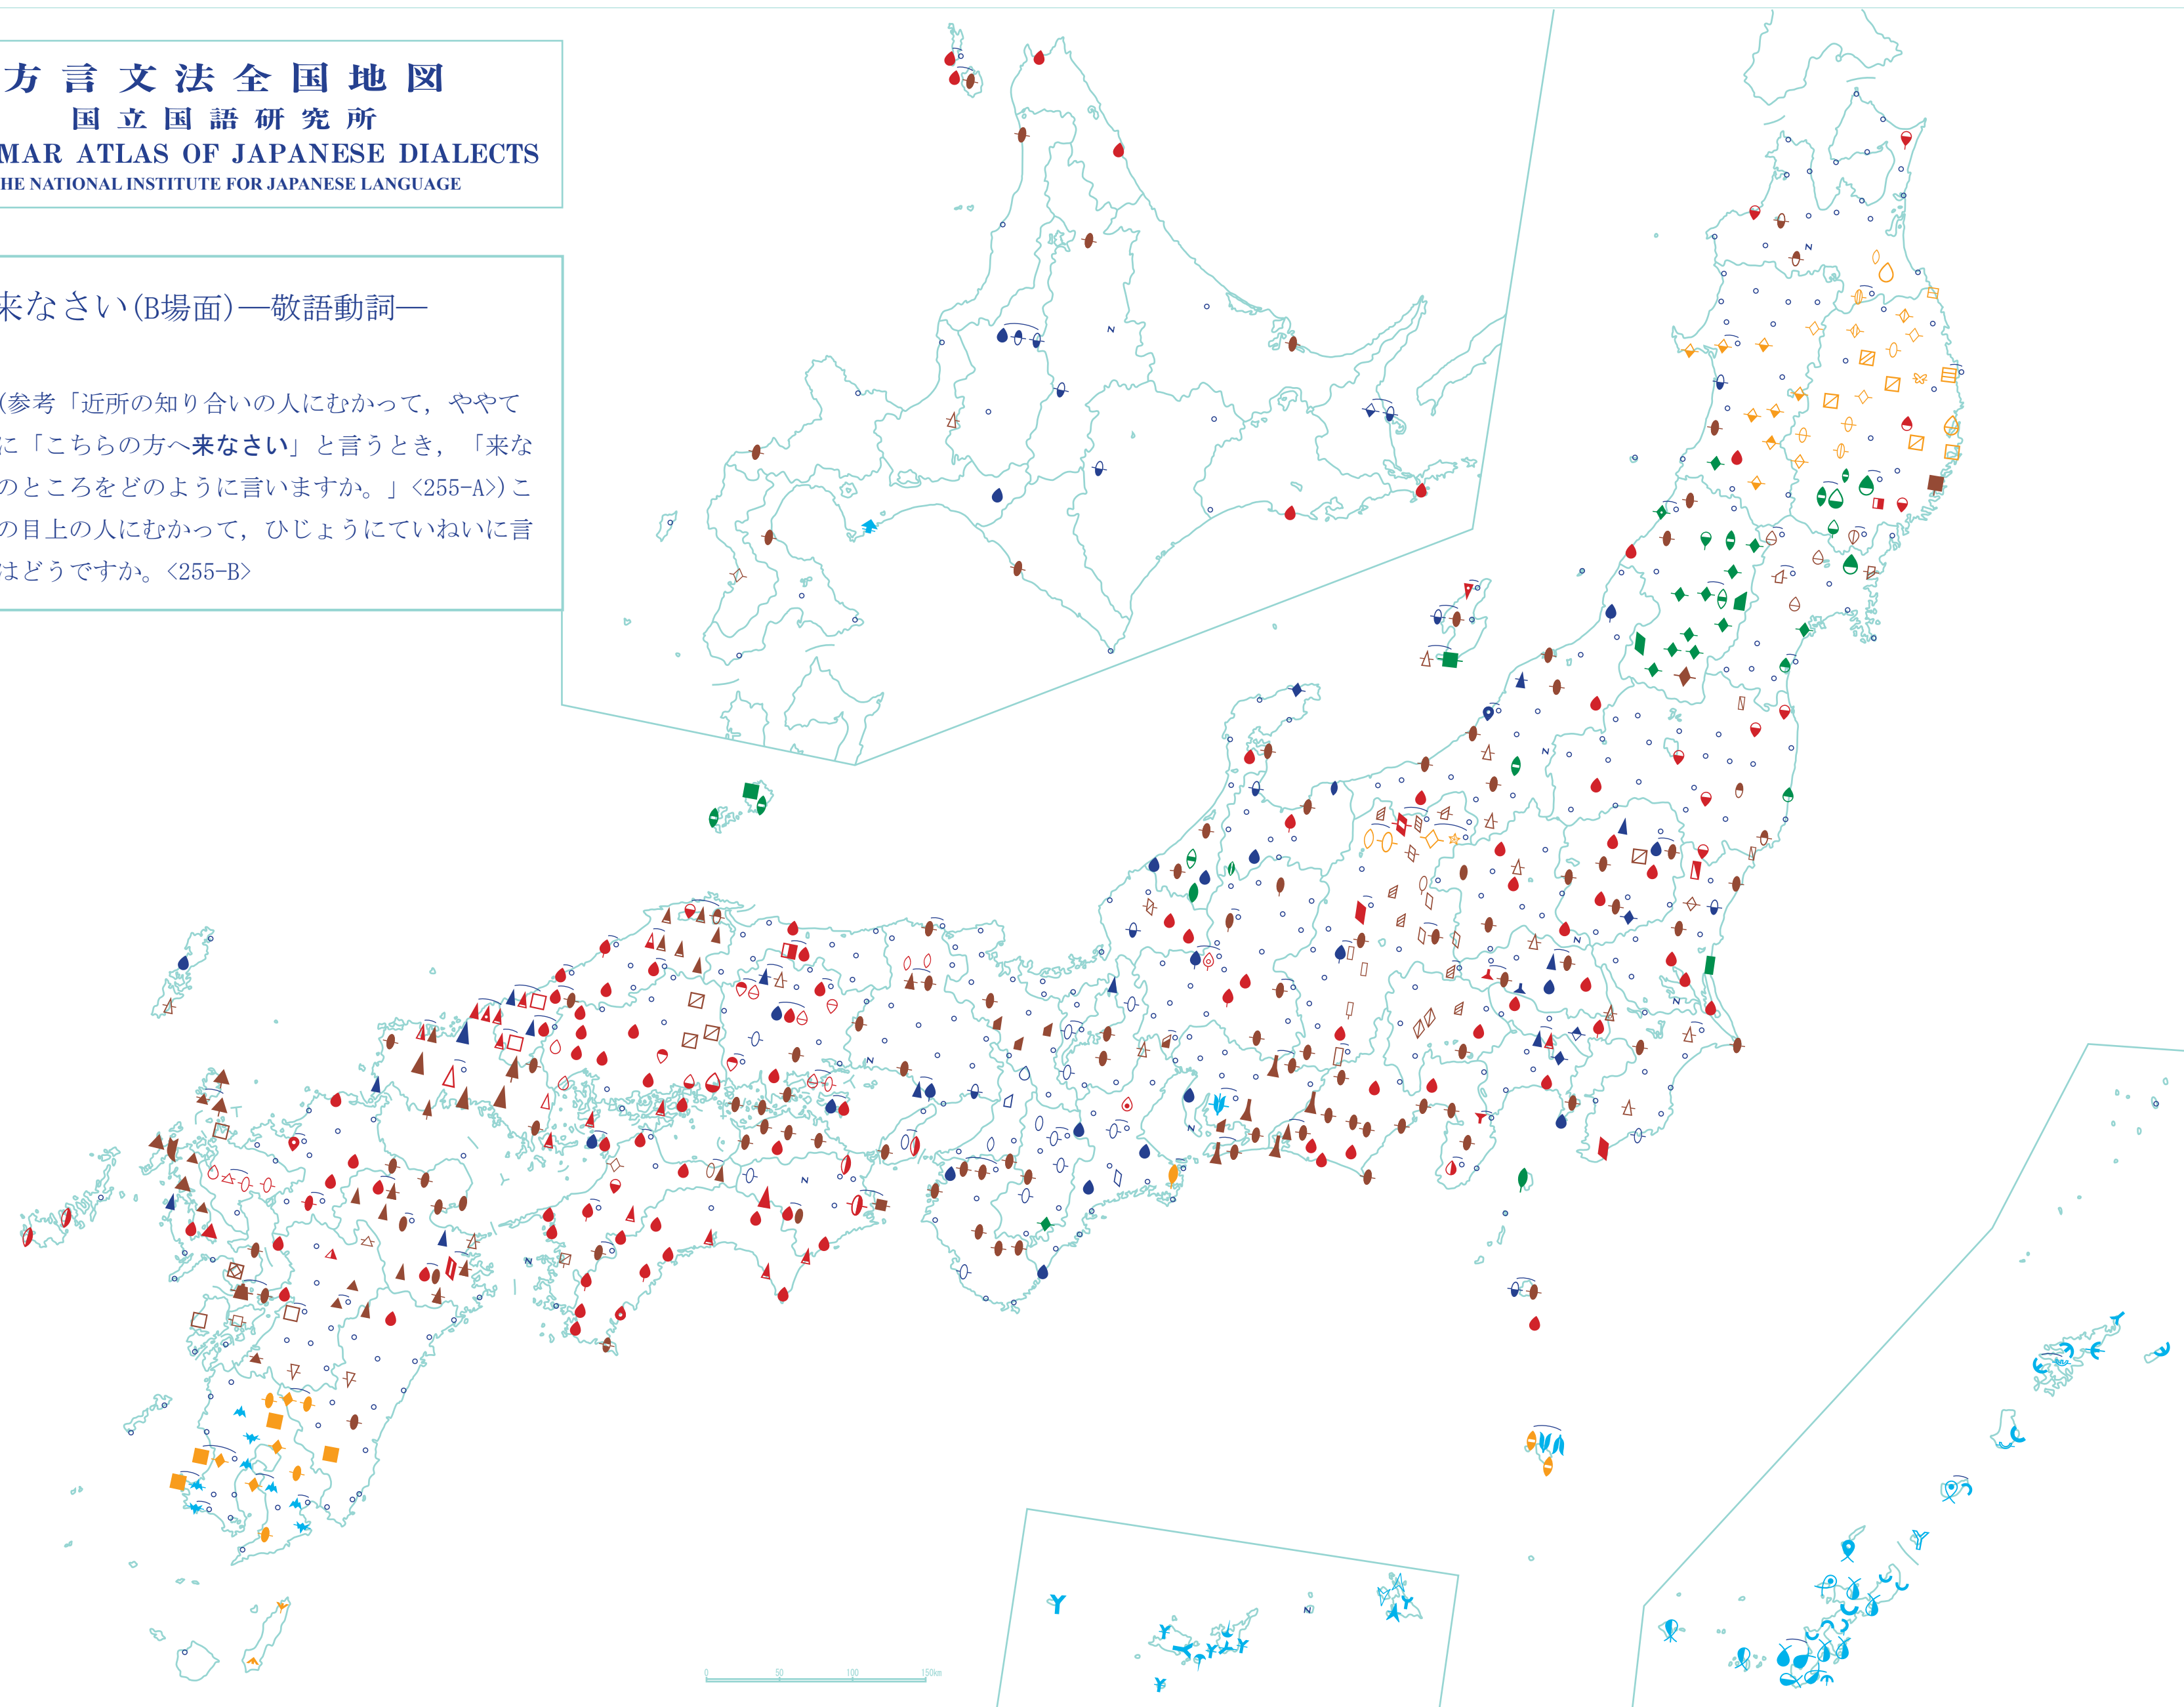 方言文法全国地図
国立国語研究所
MAR ATLAS OF JAPANESE DIALECTS
HE NATIONAL INSTITUTE FOR JAPANESE LANGUAGE
来なさい(B場面)―敬語動詞―
(参考「近所の知り合いの人にむかって，ややて
に「こちらの方へ来なさい」と言うとき，「来な
のところをどのように言いますか。」<255-A>)こ
の目上の人にむかって，ひじょうにていねいに言
はどうですか。<255-B>
N
N
N
N
N
N
N
N
N
N
N
0 50 100 150km